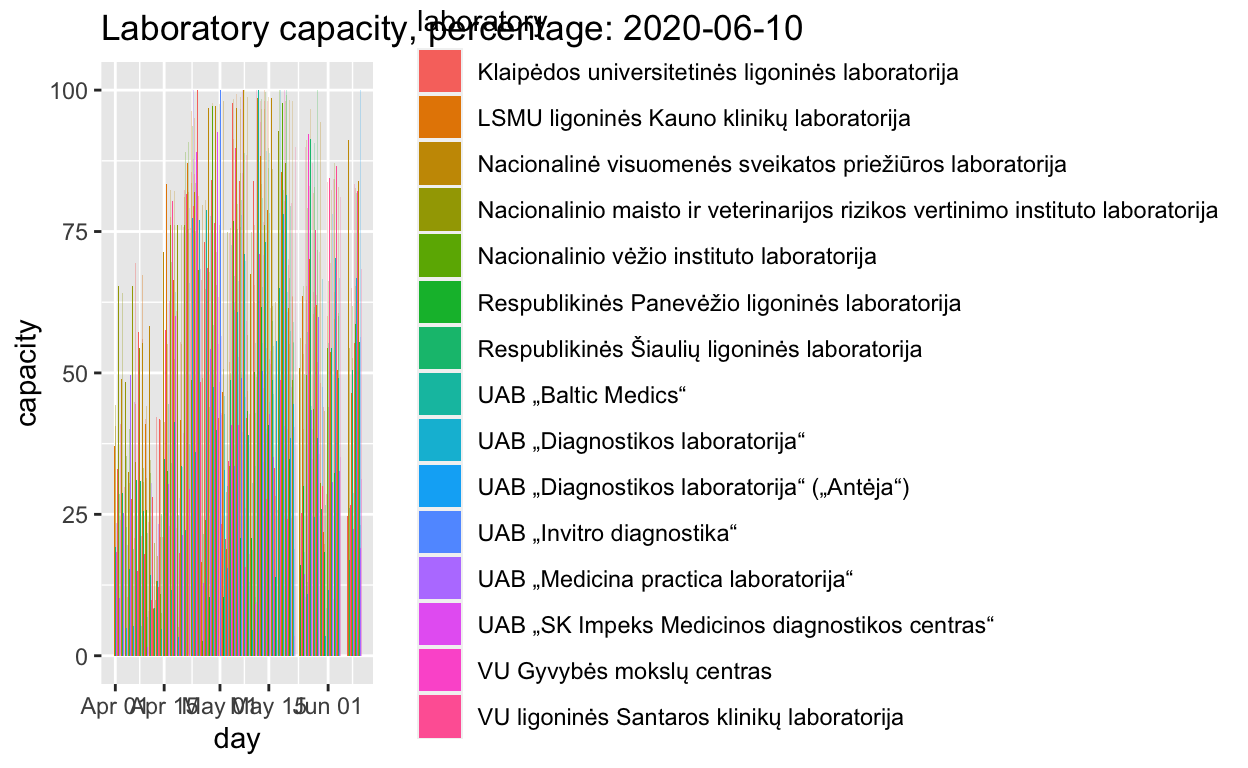 Laboratory capacity, percentage: 2020-06-10
laboratory
Klaipėdos universitetinės ligoninės laboratorija
LSMU ligoninės Kauno klinikų laboratorija
Nacionalinė visuomenės sveikatos priežiūros laboratorija
Nacionalinio maisto ir veterinarijos rizikos vertinimo instituto laboratorija
Nacionalinio vėžio instituto laboratorija
Respublikinės Panevėžio ligoninės laboratorija
Respublikinės Šiaulių ligoninės laboratorija
UAB „Baltic Medics“
UAB „Diagnostikos laboratorija“
UAB „Diagnostikos laboratorija“ („Antėja“)
UAB „Invitro diagnostika“
UAB „Medicina practica laboratorija“
UAB „SK Impeks Medicinos diagnostikos centras“
VU Gyvybės mokslų centras
VU ligoninės Santaros klinikų laboratorija
capacity
100
75
50
25
0
Apr 01 Apr 15 May 01 May 15 Jun 01
day